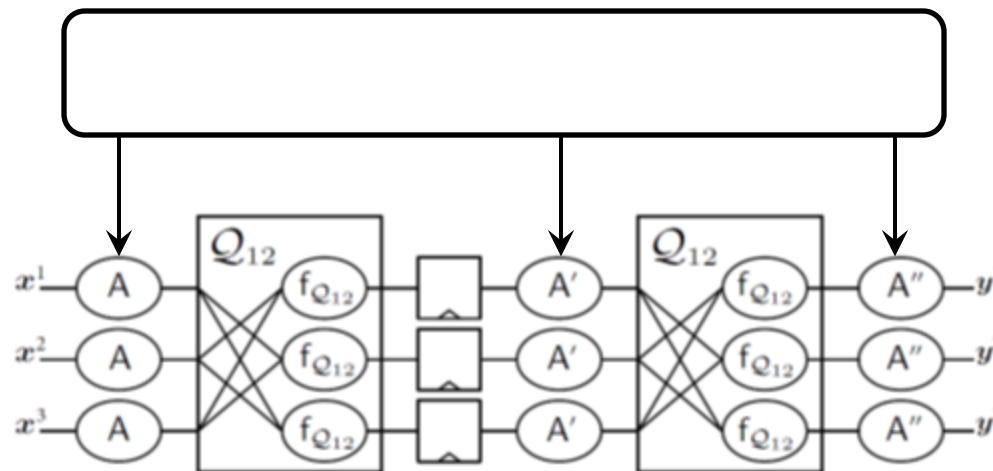 𝒬₁₂ 𝒬₁₂
x¹ A f𝒬₁₂ A′ f𝒬₁₂ A″ y
x² A f𝒬₁₂ A′ f𝒬₁₂ A″ y
x³ A f𝒬₁₂ A′ f𝒬₁₂ A″ y